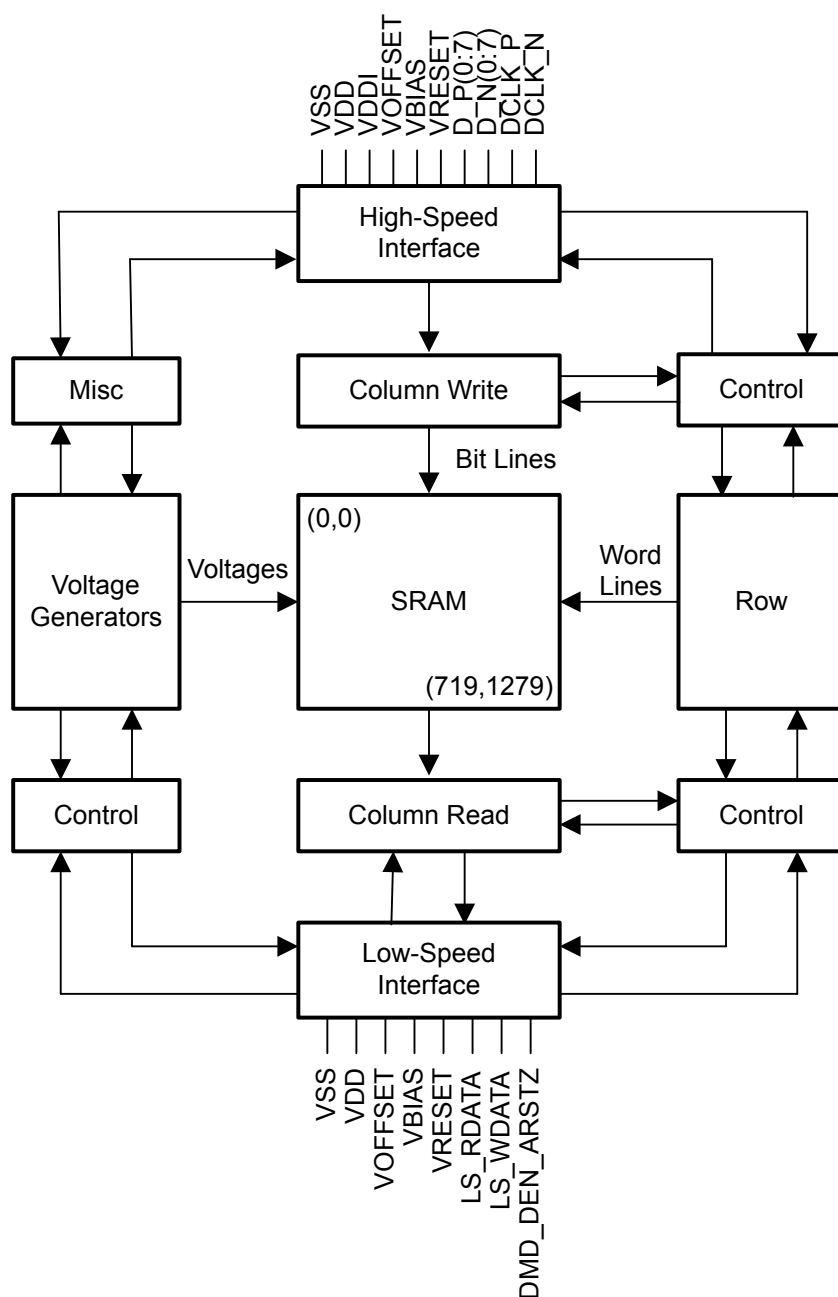 VSS
VDD
VDDI
VOFFSET
VBIAS
VRESET
D_P(0:7)
D_N(0:7)
DCLK_P
DCLK_N
High-Speed
Interface
Misc
Column Write
Control
Bit Lines
(0,0)
Voltage
Generators
Voltages
SRAM
Word
Lines
Row
(719,1279)
Control
Column Read
Control
Low-Speed
Interface
VSS
VDD
VOFFSET
VBIAS
VRESET
LS_RDATA
LS_WDATA
DMD_DEN_ARSTZ